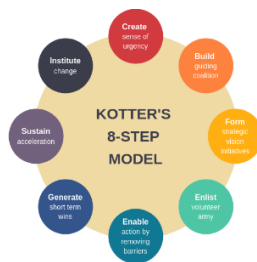 KOTTER'S
8-STEP
MODEL
Create
sense of
urgency
Build
guiding
coalition
Form
strategic
vision
initiatives
Enlist
volunteer
army
Enable
action by
removing
barriers
Generate
short term
wins
Sustain
acceleration
Institute
change